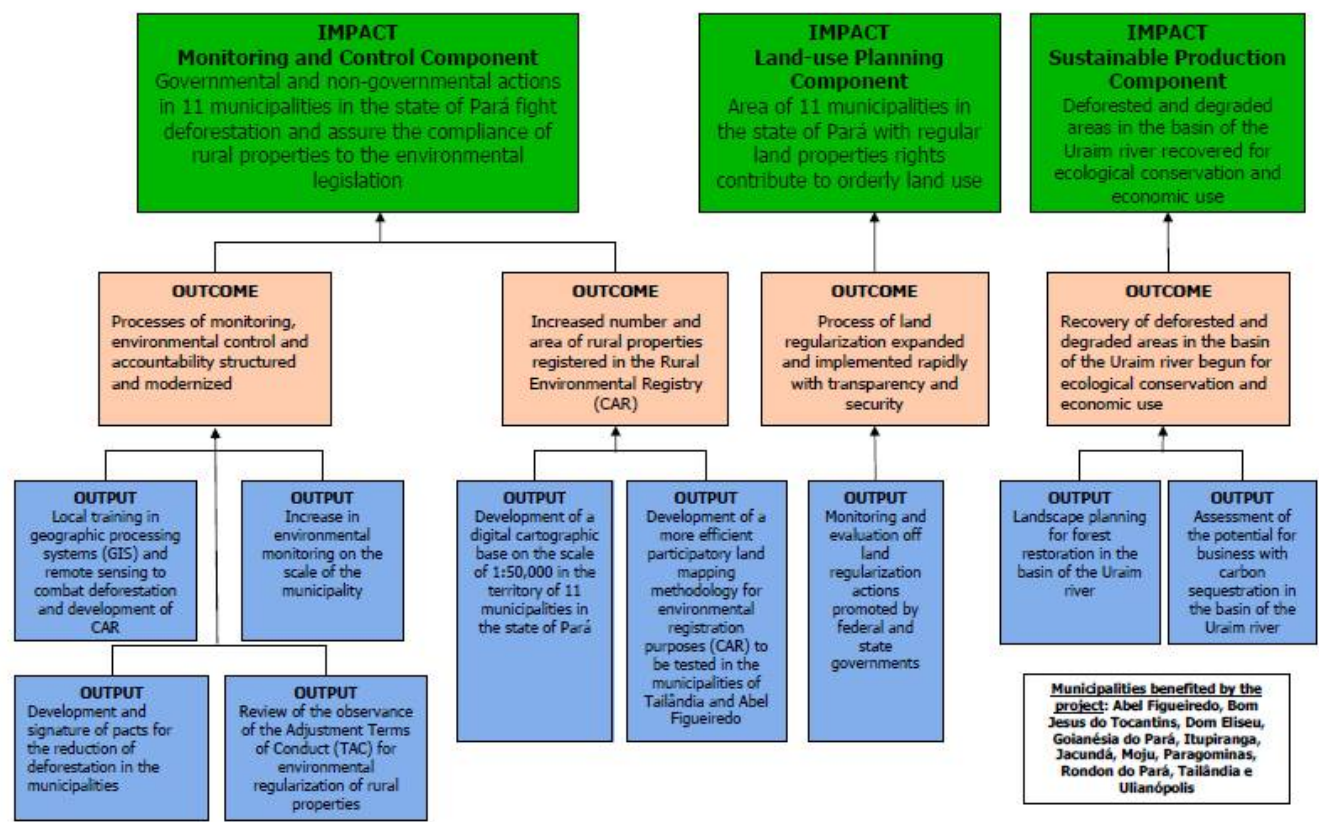 IMPACT
Monitoring and Control Component
Governmental and non-governmental actions
in 11 municipalities in the state of Pará fight
deforestation and assure the compliance of
rural properties to the environmental
legislation
IMPACT
Land-use Planning
Component
Area of 11 municipalities in
the state of Pará with regular
land properties rights
contribute to orderly land use
IMPACT
Sustainable Production
Component
Deforested and degraded
areas in the basin of the
Uraim river recovered for
ecological conservation and
economic use
OUTCOME
Processes of monitoring,
environmental control and
accountability structured
and modernized
OUTCOME
Increased number and
area of rural properties
registered in the Rural
Environmental Registry
(CAR)
OUTCOME
Process of land
regularization expanded
and implemented rapidly
with transparency and
security
OUTCOME
Recovery of deforested and
degraded areas in the basin
of the Uraim river begun for
ecological conservation and
economic use
OUTPUT
Local training in
geographic processing
systems (GIS) and
remote sensing to
combat deforestation
and development of
CAR
OUTPUT
Increase in
environmental
monitoring on the
scale of the
municipality
OUTPUT
Development of a
digital cartographic
base on the scale
of 1:50,000 in the
territory of 11
municipalities in
the state of Pará
OUTPUT
Development of a
more efficient
participatory land
mapping
methodology for
environmental
registration
purposes (CAR) to
be tested in the
municipalities of
Tailândia and Abel
Figueiredo
OUTPUT
Monitoring and
evaluation off
land
regularization
actions
promoted by
federal and
state
governments
OUTPUT
Landscape planning
for forest
restoration in the
basin of the Uraim
river
OUTPUT
Assessment of
the potential for
business with
carbon
sequestration in
the basin of the
Uraim river
OUTPUT
Development and
signature of pacts for
the reduction of
deforestation in the
municipalities
OUTPUT
Review of the observance
of the Adjustment Terms
of Conduct (TAC) for
environmental
regularization of rural
properties
Municipalities benefited by the
project: Abel Figueiredo, Bom
Jesus do Tocantins, Dom Eliseu,
Goianésia do Pará, Itupiranga,
Jacundá, Moju, Paragominas,
Rondon do Pará, Tailândia e
Ulianópolis